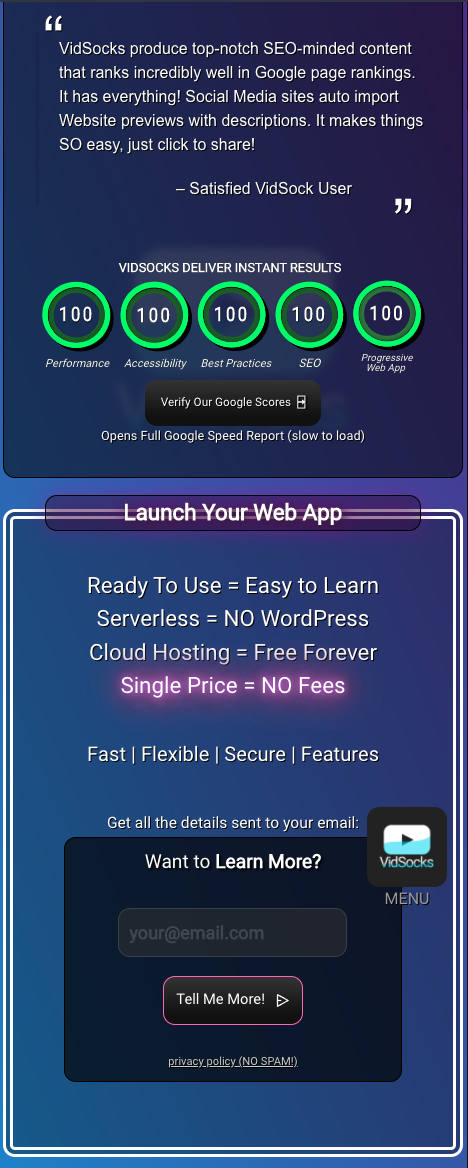 “
VidSocks produce top-notch SEO-minded content
that ranks incredibly well in Google page rankings.
It has everything! Social Media sites auto import
Website previews with descriptions. It makes things
SO easy, just click to share!
– Satisfied VidSock User
”
VIDSOCKS DELIVER INSTANT RESULTS
100 100 100 100 100
Performance Accessibility Best Practices SEO Progressive
Web App
Verify Our Google Scores
Opens Full Google Speed Report (slow to load)
Launch Your Web App
Ready To Use = Easy to Learn
Serverless = NO WordPress
Cloud Hosting = Free Forever
Single Price = NO Fees
Fast | Flexible | Secure | Features
Get all the details sent to your email:
Want to Learn More?
VidSocks
MENU
your@email.com
Tell Me More!
privacy policy (NO SPAM!)